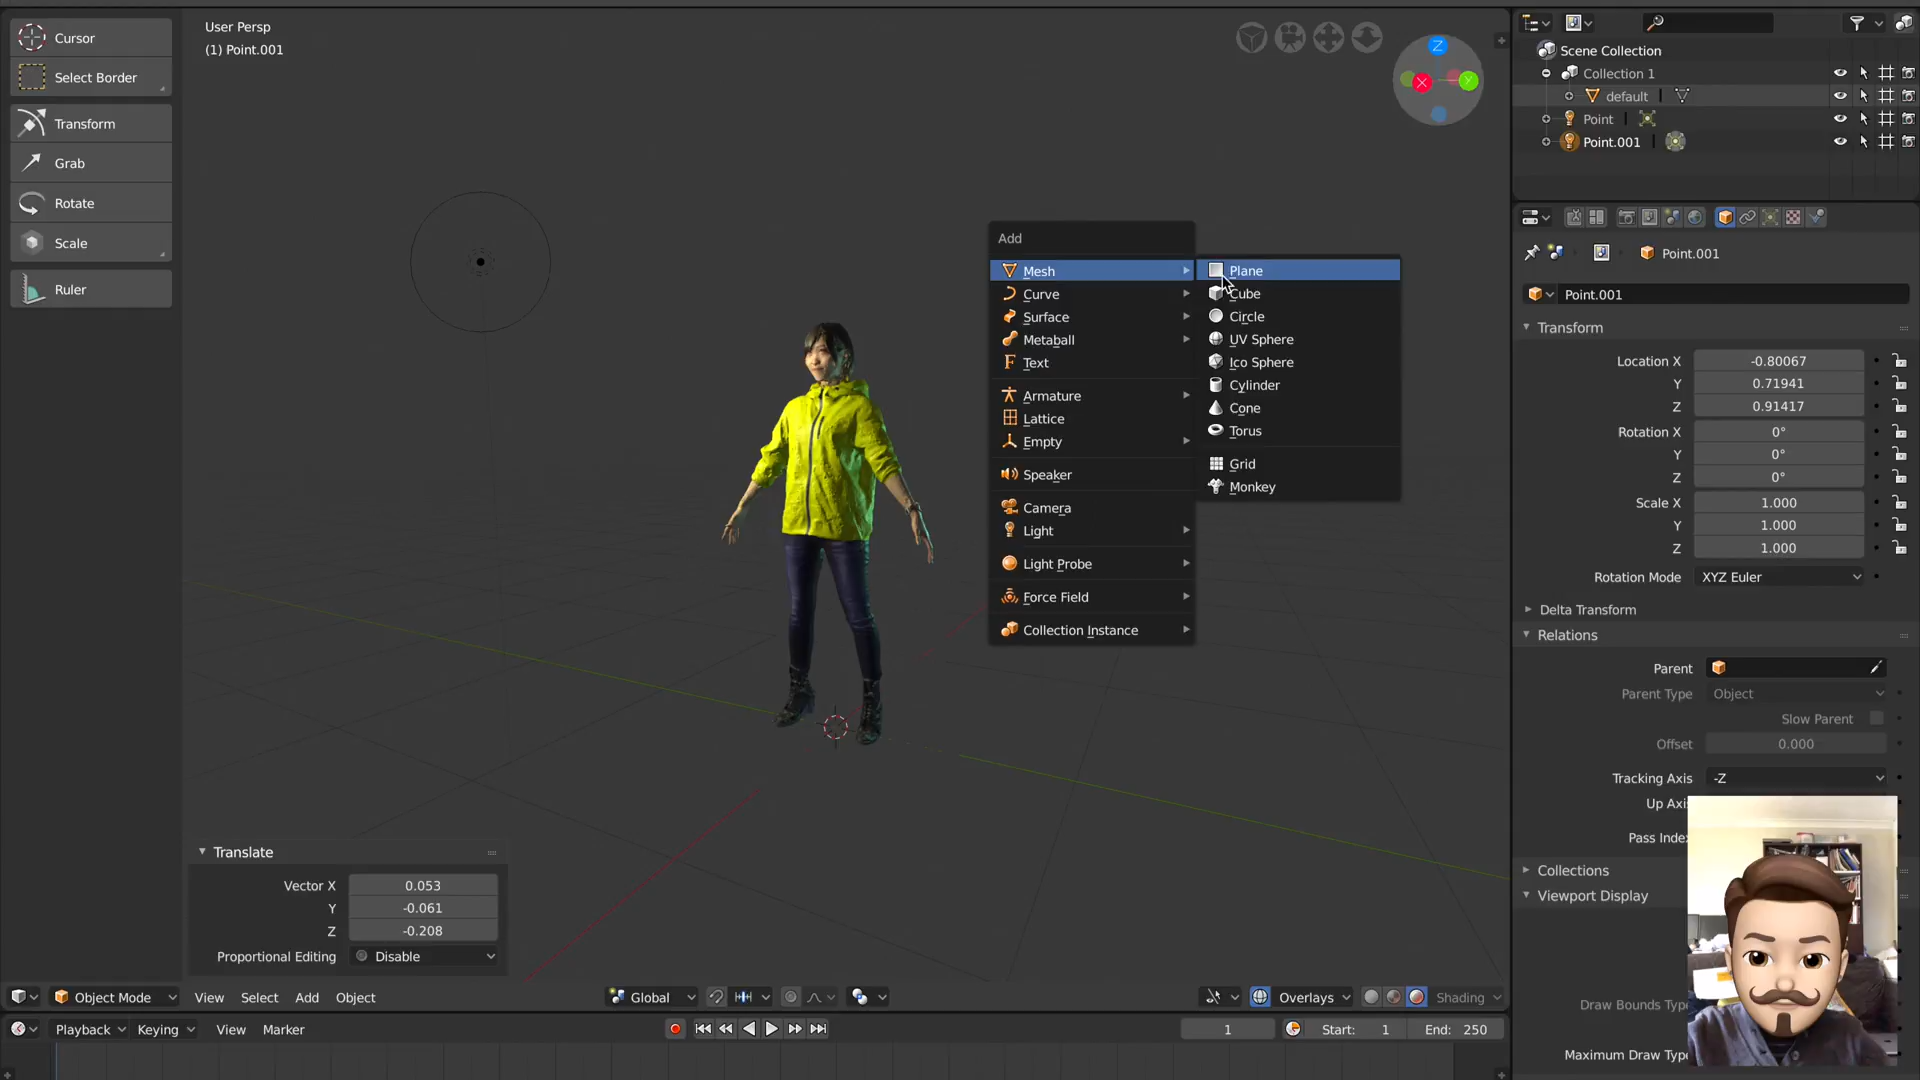 Cursor
Select Border
Transform
Grab
Rotate
Scale
Ruler
User Persp
(1) Point.001
Z
X
Y
Add
Mesh
Curve
Surface
Metaball
Text
Armature
Lattice
Empty
Speaker
Camera
Light
Light Probe
Force Field
Collection Instance
Plane
Cube
Circle
UV Sphere
Ico Sphere
Cylinder
Cone
Torus
Grid
Monkey
Translate
Vector X 0.053
Y -0.061
Z -0.208
Proportional Editing Disable
Object Mode View Select Add Object Global Overlays Shading
Playback Keying View Marker 1 Start: 1 End: 250
Scene Collection
Collection 1
default
Point
Point.001
Point.001
Point.001
Transform
Location X -0.80067
Y 0.71941
Z 0.91417
Rotation X 0°
Y 0°
Z 0°
Scale X 1.000
Y 1.000
Z 1.000
Rotation Mode XYZ Euler
Delta Transform
Relations
Parent
Parent Type Object
Slow Parent
Offset 0.000
Tracking Axis -Z
Up Axi
Pass Index
Collections
Viewport Display
Draw Bounds Type
Maximum Draw Type